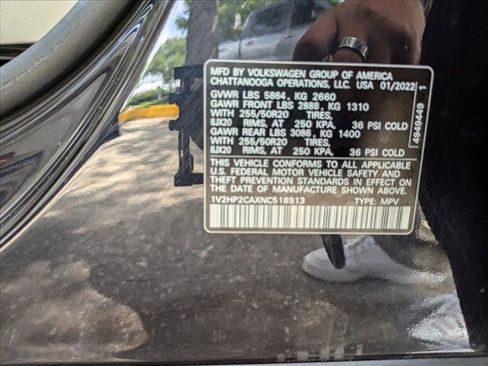 MFD BY VOLKSWAGEN GROUP OF AMERICA
CHATTANOOGA OPERATIONS, LLC. USA 01/2022
GVWR LBS 5864, KG 2660
GAWR FRONT LBS 2888, KG 1310
WITH 255/50R20 TIRES,
8JX20 RIMS, AT 250 KPA, 36 PSI COLD
GAWR REAR LBS 3086, KG 1400
WITH 255/50R20 TIRES,
8JX20 RIMS, AT 250 KPA, 36 PSI COLD
THIS VEHICLE CONFORMS TO ALL APPLICABLE
U.S. FEDERAL MOTOR VEHICLE SAFETY AND
THEFT PREVENTION STANDARDS IN EFFECT ON
THE DATE OF MANUFACTURE SHOWN ABOVE.
1V2HP2CAXNC518913 TYPE: MPV
4949449 1